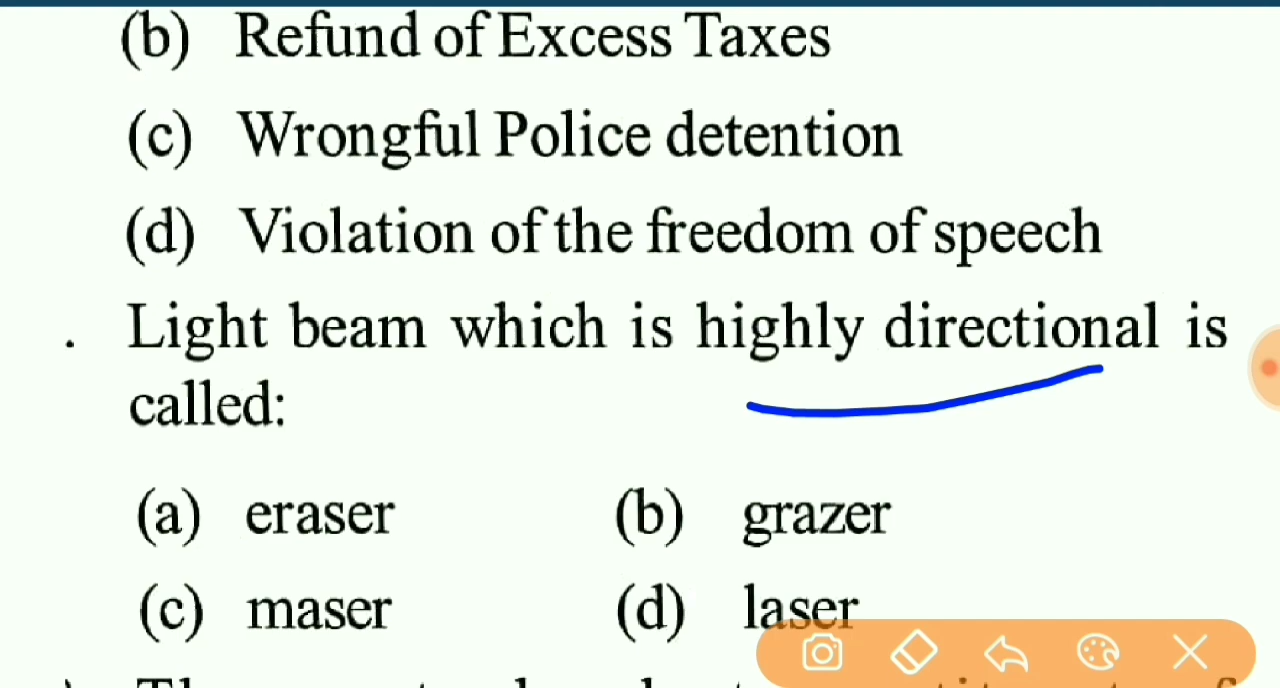 (b) Refund of Excess Taxes
(c) Wrongful Police detention
(d) Violation of the freedom of speech
. Light beam which is highly directional is
called:
(a) eraser (b) grazer
(c) maser (d) laser